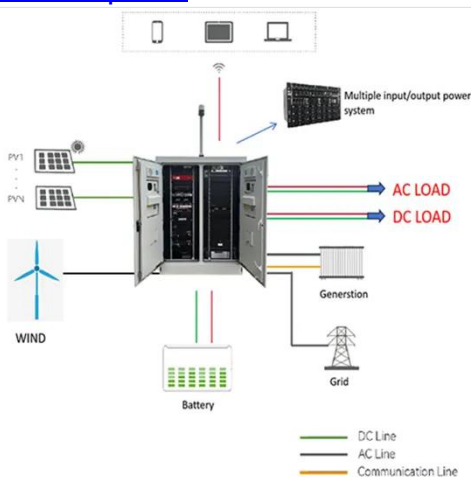 Multiple input/output power
system
PV1
PVN
AC LOAD
DC LOAD
WIND
Generstion
Grid
Battery
DC Line
AC Line
Communication Line